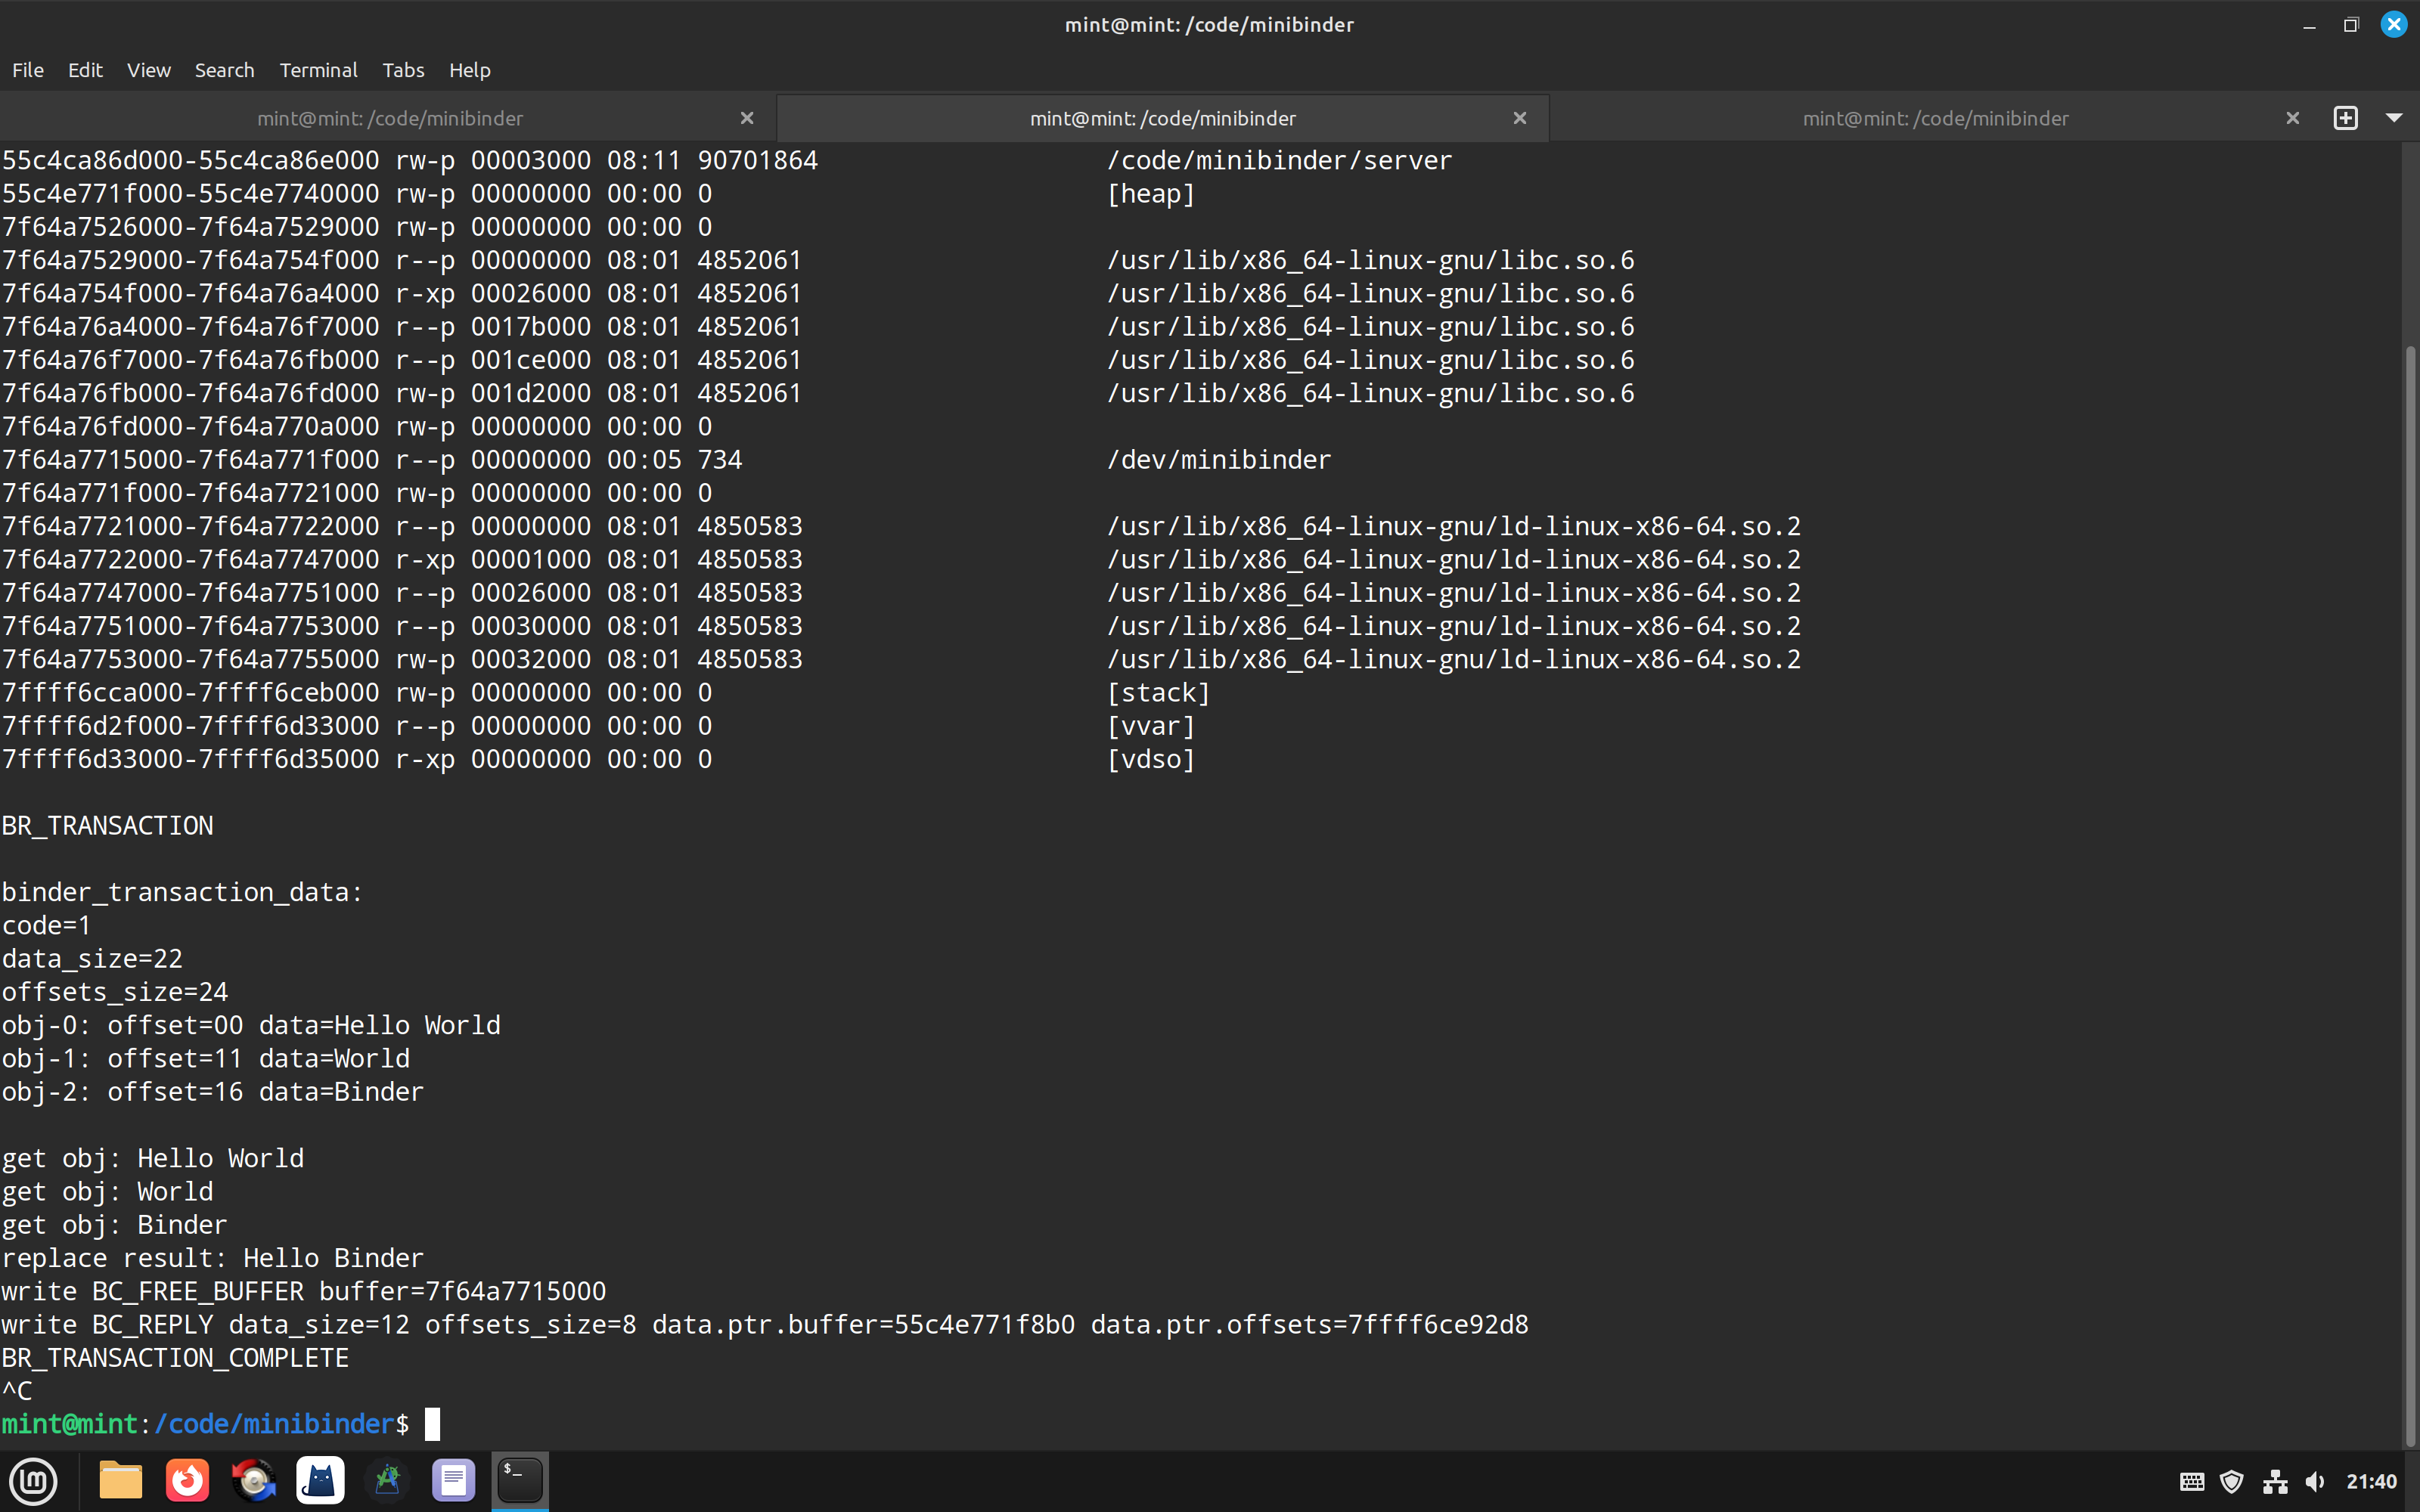 mint@mint: /code/minibinder
File Edit View Search Terminal Tabs Help
mint@mint: /code/minibinder mint@mint: /code/minibinder mint@mint: /code/minibinder
55c4ca86d000-55c4ca86e000 rw-p 00003000 08:11 90701864 /code/minibinder/server
55c4e771f000-55c4e7740000 rw-p 00000000 00:00 0 [heap]
7f64a7526000-7f64a7529000 rw-p 00000000 00:00 0
7f64a7529000-7f64a754f000 r--p 00000000 08:01 4852061 /usr/lib/x86_64-linux-gnu/libc.so.6
7f64a754f000-7f64a76a4000 r-xp 00026000 08:01 4852061 /usr/lib/x86_64-linux-gnu/libc.so.6
7f64a76a4000-7f64a76f7000 r--p 0017b000 08:01 4852061 /usr/lib/x86_64-linux-gnu/libc.so.6
7f64a76f7000-7f64a76fb000 r--p 001ce000 08:01 4852061 /usr/lib/x86_64-linux-gnu/libc.so.6
7f64a76fb000-7f64a76fd000 rw-p 001d2000 08:01 4852061 /usr/lib/x86_64-linux-gnu/libc.so.6
7f64a76fd000-7f64a770a000 rw-p 00000000 00:00 0
7f64a7715000-7f64a771f000 r--p 00000000 00:05 734 /dev/minibinder
7f64a771f000-7f64a7721000 rw-p 00000000 00:00 0
7f64a7721000-7f64a7722000 r--p 00000000 08:01 4850583 /usr/lib/x86_64-linux-gnu/ld-linux-x86-64.so.2
7f64a7722000-7f64a7747000 r-xp 00001000 08:01 4850583 /usr/lib/x86_64-linux-gnu/ld-linux-x86-64.so.2
7f64a7747000-7f64a7751000 r--p 00026000 08:01 4850583 /usr/lib/x86_64-linux-gnu/ld-linux-x86-64.so.2
7f64a7751000-7f64a7753000 r--p 00030000 08:01 4850583 /usr/lib/x86_64-linux-gnu/ld-linux-x86-64.so.2
7f64a7753000-7f64a7755000 rw-p 00032000 08:01 4850583 /usr/lib/x86_64-linux-gnu/ld-linux-x86-64.so.2
7ffff6cca000-7ffff6ceb000 rw-p 00000000 00:00 0 [stack]
7ffff6d2f000-7ffff6d33000 r--p 00000000 00:00 0 [vvar]
7ffff6d33000-7ffff6d35000 r-xp 00000000 00:00 0 [vdso]
BR_TRANSACTION
binder_transaction_data:
code=1
data_size=22
offsets_size=24
obj-0: offset=00 data=Hello World
obj-1: offset=11 data=World
obj-2: offset=16 data=Binder
get obj: Hello World
get obj: World
get obj: Binder
replace result: Hello Binder
write BC_FREE_BUFFER buffer=7f64a7715000
write BC_REPLY data_size=12 offsets_size=8 data.ptr.buffer=55c4e771f8b0 data.ptr.offsets=7ffff6ce92d8
BR_TRANSACTION_COMPLETE
^C
mint@mint:/code/minibinder$
21:40